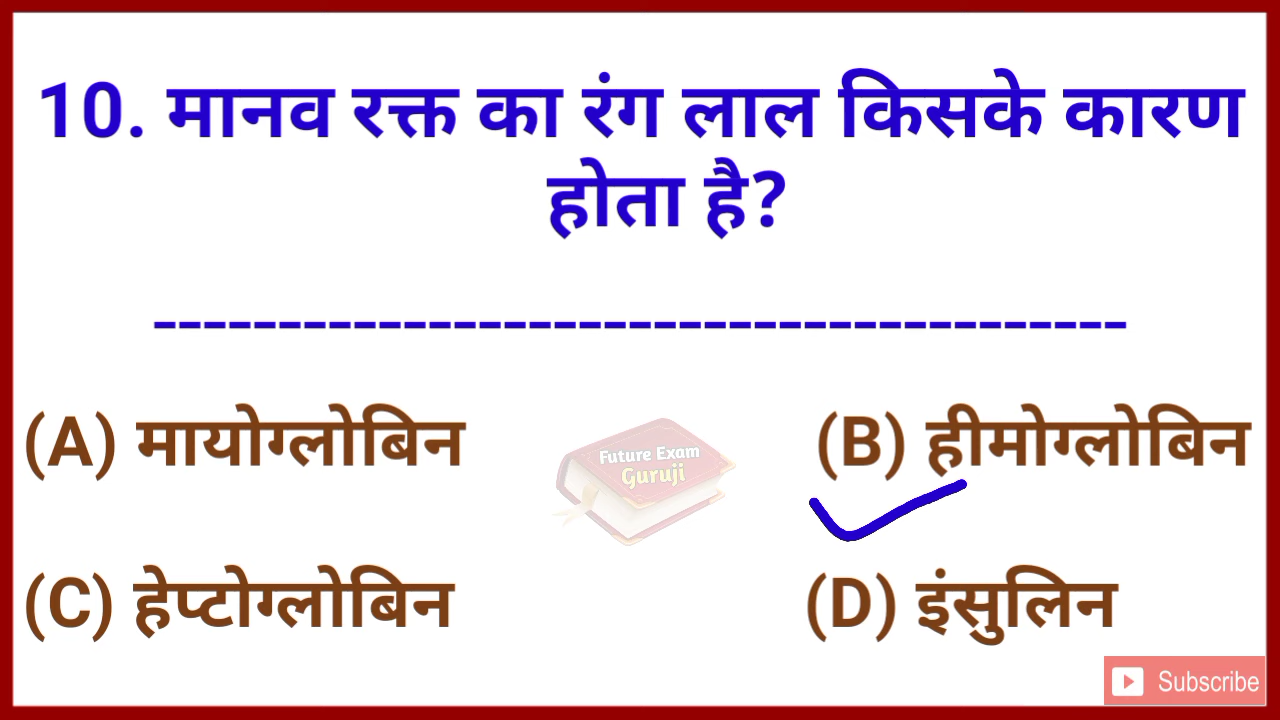 10. मानव रक्त का रंग लाल किसके कारण
होता है?
---------------------------------------
(A) मायोग्लोबिन
(B) हीमोग्लोबिन
Future Exam
Guruji
(C) हेप्टोग्लोबिन
(D) इंसुलिन
Subscribe